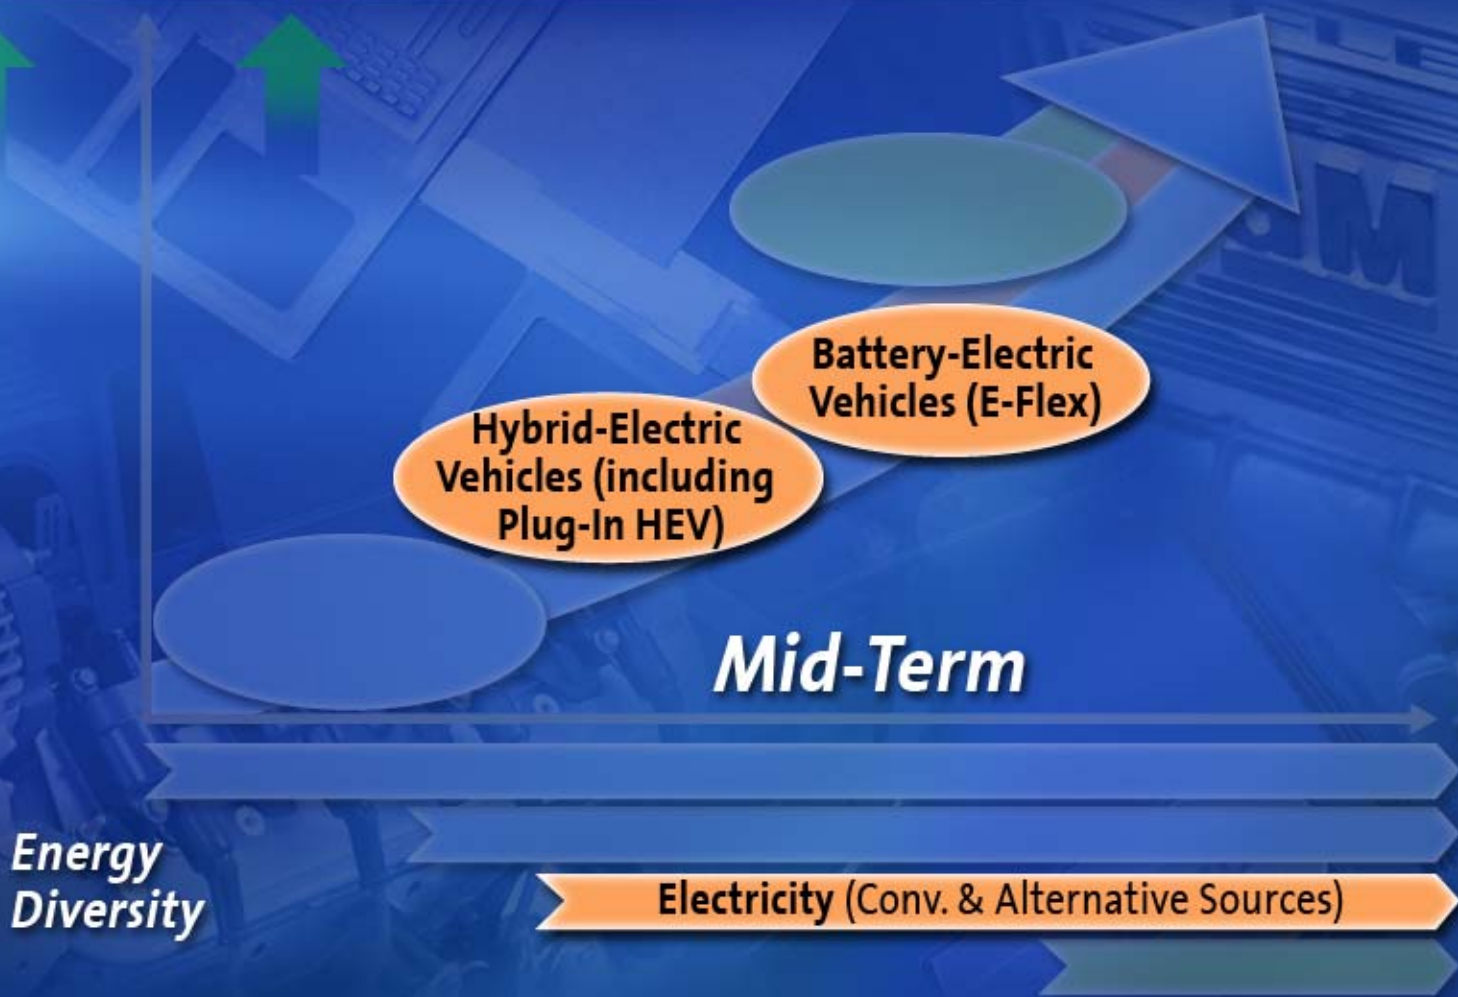 Battery-Electric
Vehicles (E-Flex)
Hybrid-Electric
Vehicles (including
Plug-In HEV)
Mid-Term
Energy
Diversity
Electricity (Conv. & Alternative Sources)